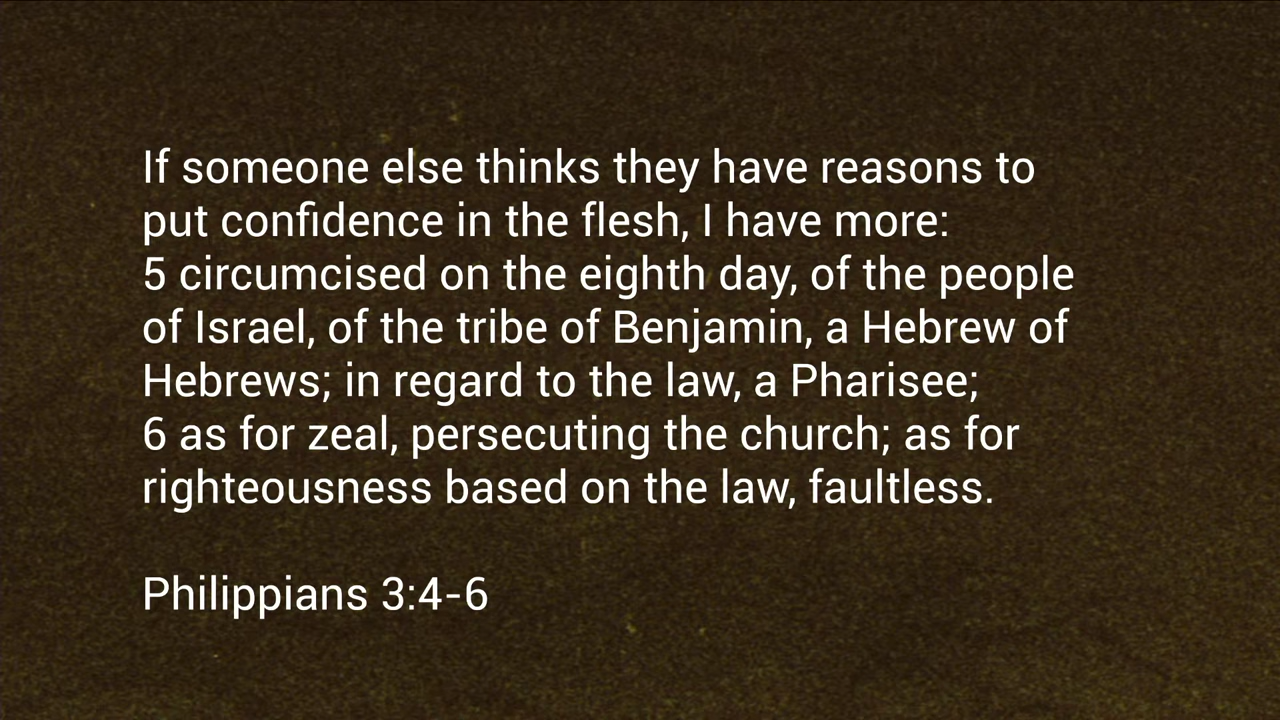 If someone else thinks they have reasons to
put confidence in the flesh, I have more:
5 circumcised on the eighth day, of the people
of Israel, of the tribe of Benjamin, a Hebrew of
Hebrews; in regard to the law, a Pharisee;
6 as for zeal, persecuting the church; as for
righteousness based on the law, faultless.
Philippians 3:4-6